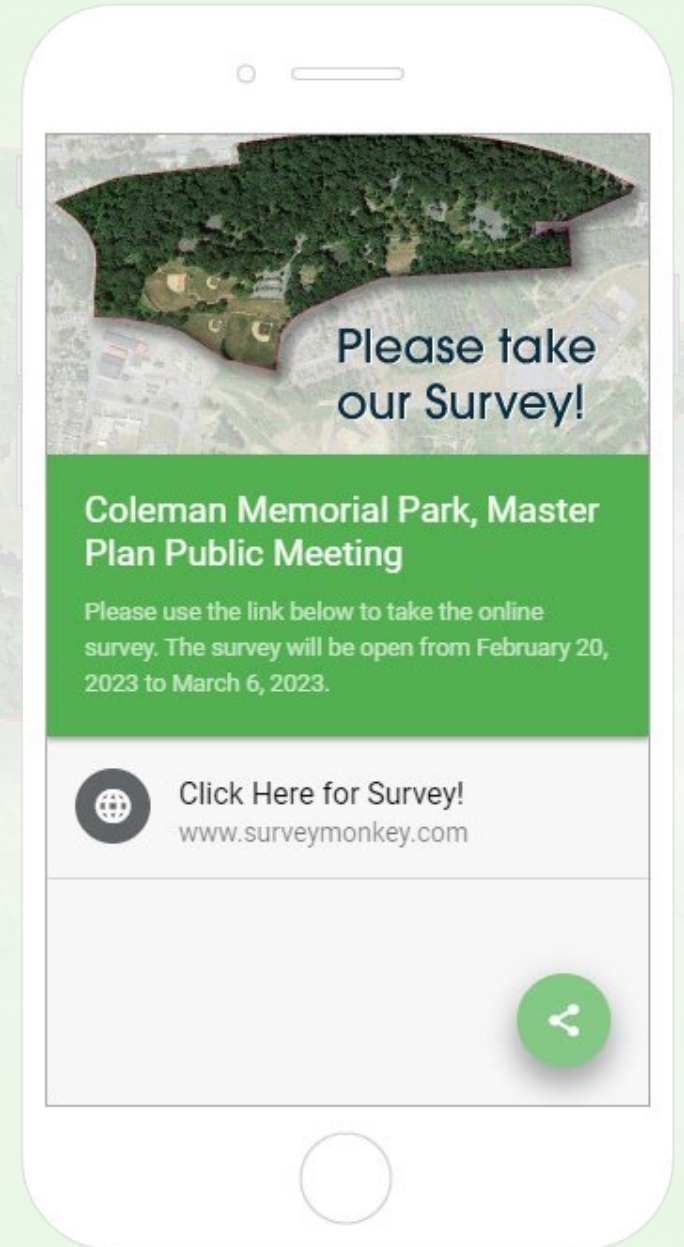 Please take
our Survey!
Coleman Memorial Park, Master
Plan Public Meeting
Please use the link below to take the online
survey. The survey will be open from February 20,
2023 to March 6, 2023.
Click Here for Survey!
www.surveymonkey.com